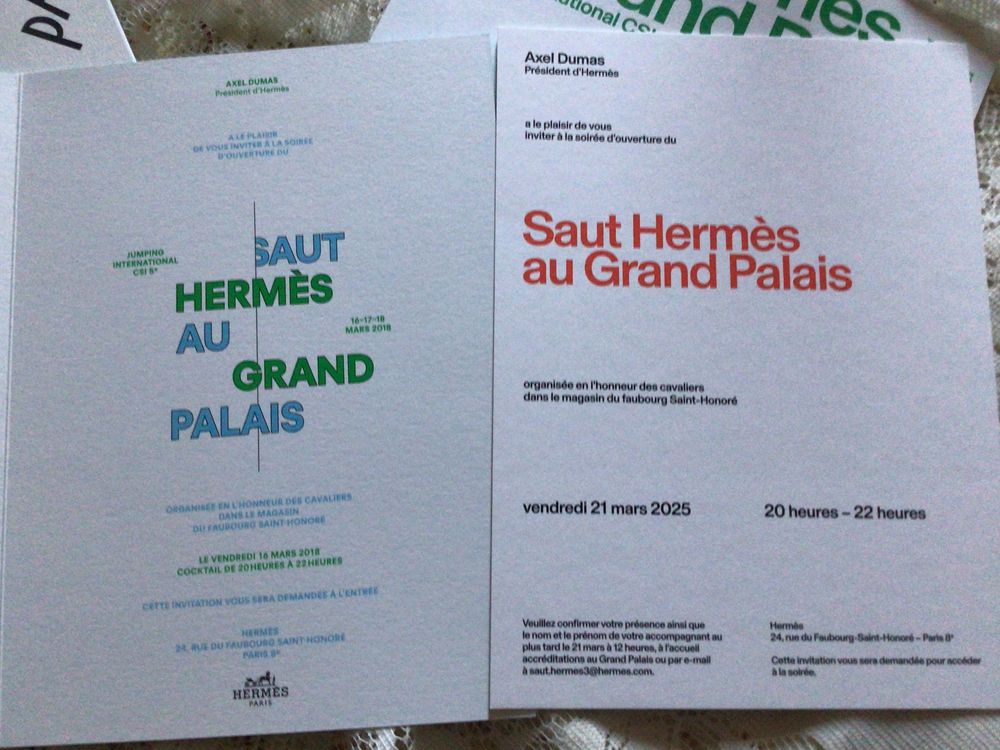 AXEL DUMAS
Président d'Hermès
A LE PLAISIR
DE VOUS INVITER À LA SOIRÉE
D'OUVERTURE DU
JUMPING
INTERNATIONAL
CSI 5*
SAUT
HERMÈS
AU
16-17-18
MARS 2018
GRAND
PALAIS
ORGANISÉE EN L'HONNEUR DES CAVALIERS
DANS LE MAGASIN
DU FAUBOURG SAINT-HONORÉ
LE VENDREDI 16 MARS 2018
COCKTAIL DE 20 HEURES À 22 HEURES
CETTE INVITATION VOUS SERA DEMANDÉE À L'ENTRÉE
HERMÈS
24, RUE DU FAUBOURG SAINT-HONORÉ
PARIS 8e
HERMÈS
PARIS
Axel Dumas
Président d'Hermès
a le plaisir de vous
inviter à la soirée d'ouverture du
Saut Hermès
au Grand Palais
organisée en l'honneur des cavaliers
dans le magasin du faubourg Saint-Honoré
vendredi 21 mars 2025
20 heures – 22 heures
Veuillez confirmer votre présence ainsi que
le nom et le prénom de votre accompagnant au
plus tard le 21 mars à 12 heures, à l'accueil
accréditations au Grand Palais ou par e-mail
à saut.hermes3@hermes.com.
Hermès
24, rue du Faubourg-Saint-Honoré – Paris 8e
Cette invitation vous sera demandée pour accéder
à la soirée.